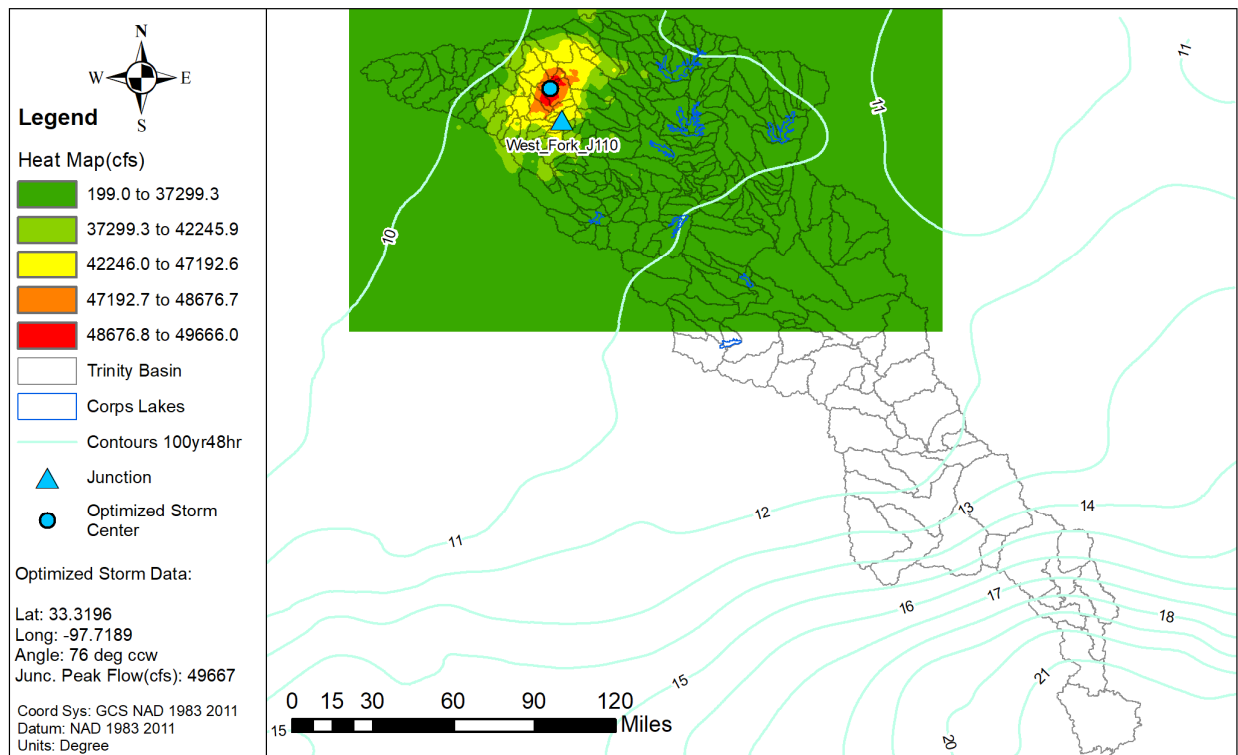 N
W
E
S
Legend
Heat Map(cfs)
199.0 to 37299.3
37299.3 to 42245.9
42246.0 to 47192.6
47192.7 to 48676.7
48676.8 to 49666.0
Trinity Basin
Corps Lakes
Contours 100yr48hr
Junction
Optimized Storm
Center
Optimized Storm Data:
Lat: 33.3196
Long: -97.7189
Angle: 76 deg ccw
Junc. Peak Flow(cfs): 49667
Coord Sys: GCS NAD 1983 2011
Datum: NAD 1983 2011
Units: Degree
11
11
West_Fork_J110
10
12
13
14
11
16
17
18
15
21
20
15
0 15 30 60 90 120
Miles